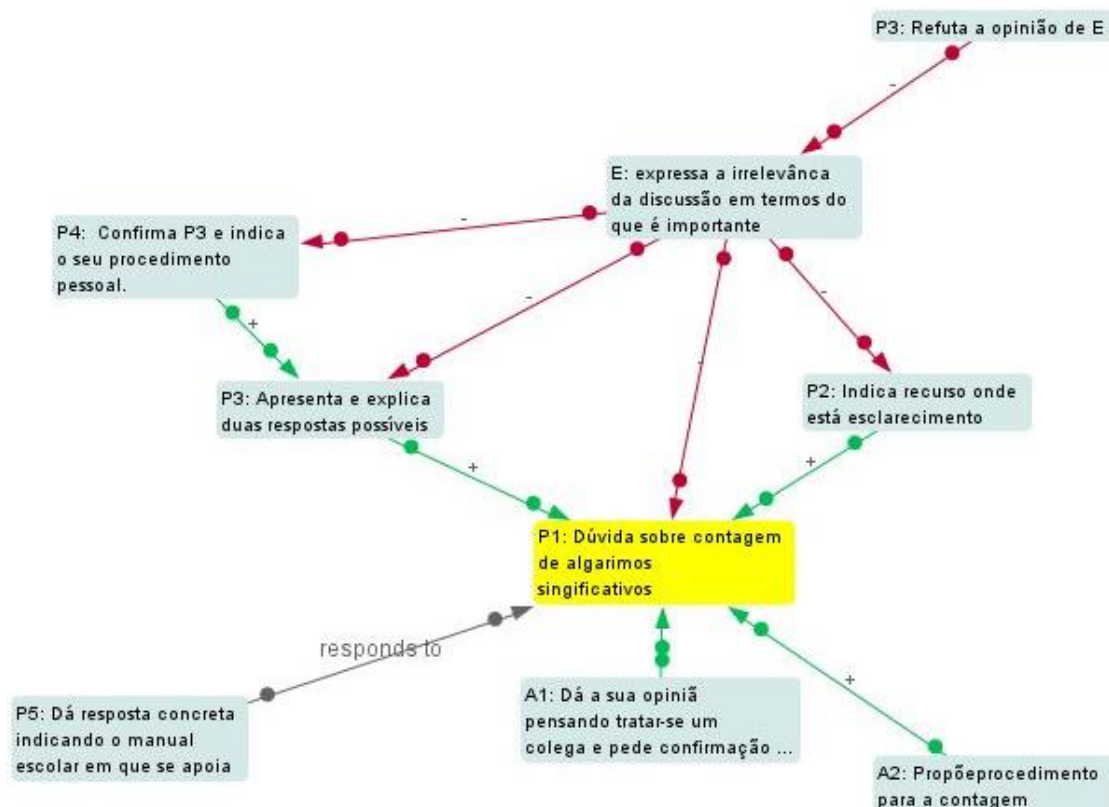 P3: Refuta a opinião de E
-
E: expressa a irrelevânca
da discussão em termos do
que é importante
-
P4: Confirma P3 e indica
o seu procedimento
pessoal.
-
-
+
-
P3: Apresenta e explica
duas respostas possíveis
P2: Indica recurso onde
está esclarecimento
+
+
P1: Dúvida sobre contagem
de algarimos
singificativos
responds to
+
P5: Dá resposta concreta
indicando o manual
escolar em que se apoia
A1: Dá a sua opiniã
pensando tratar-se um
colega e pede confirmação ...
A2: Propõeprocedimento
para a contagem